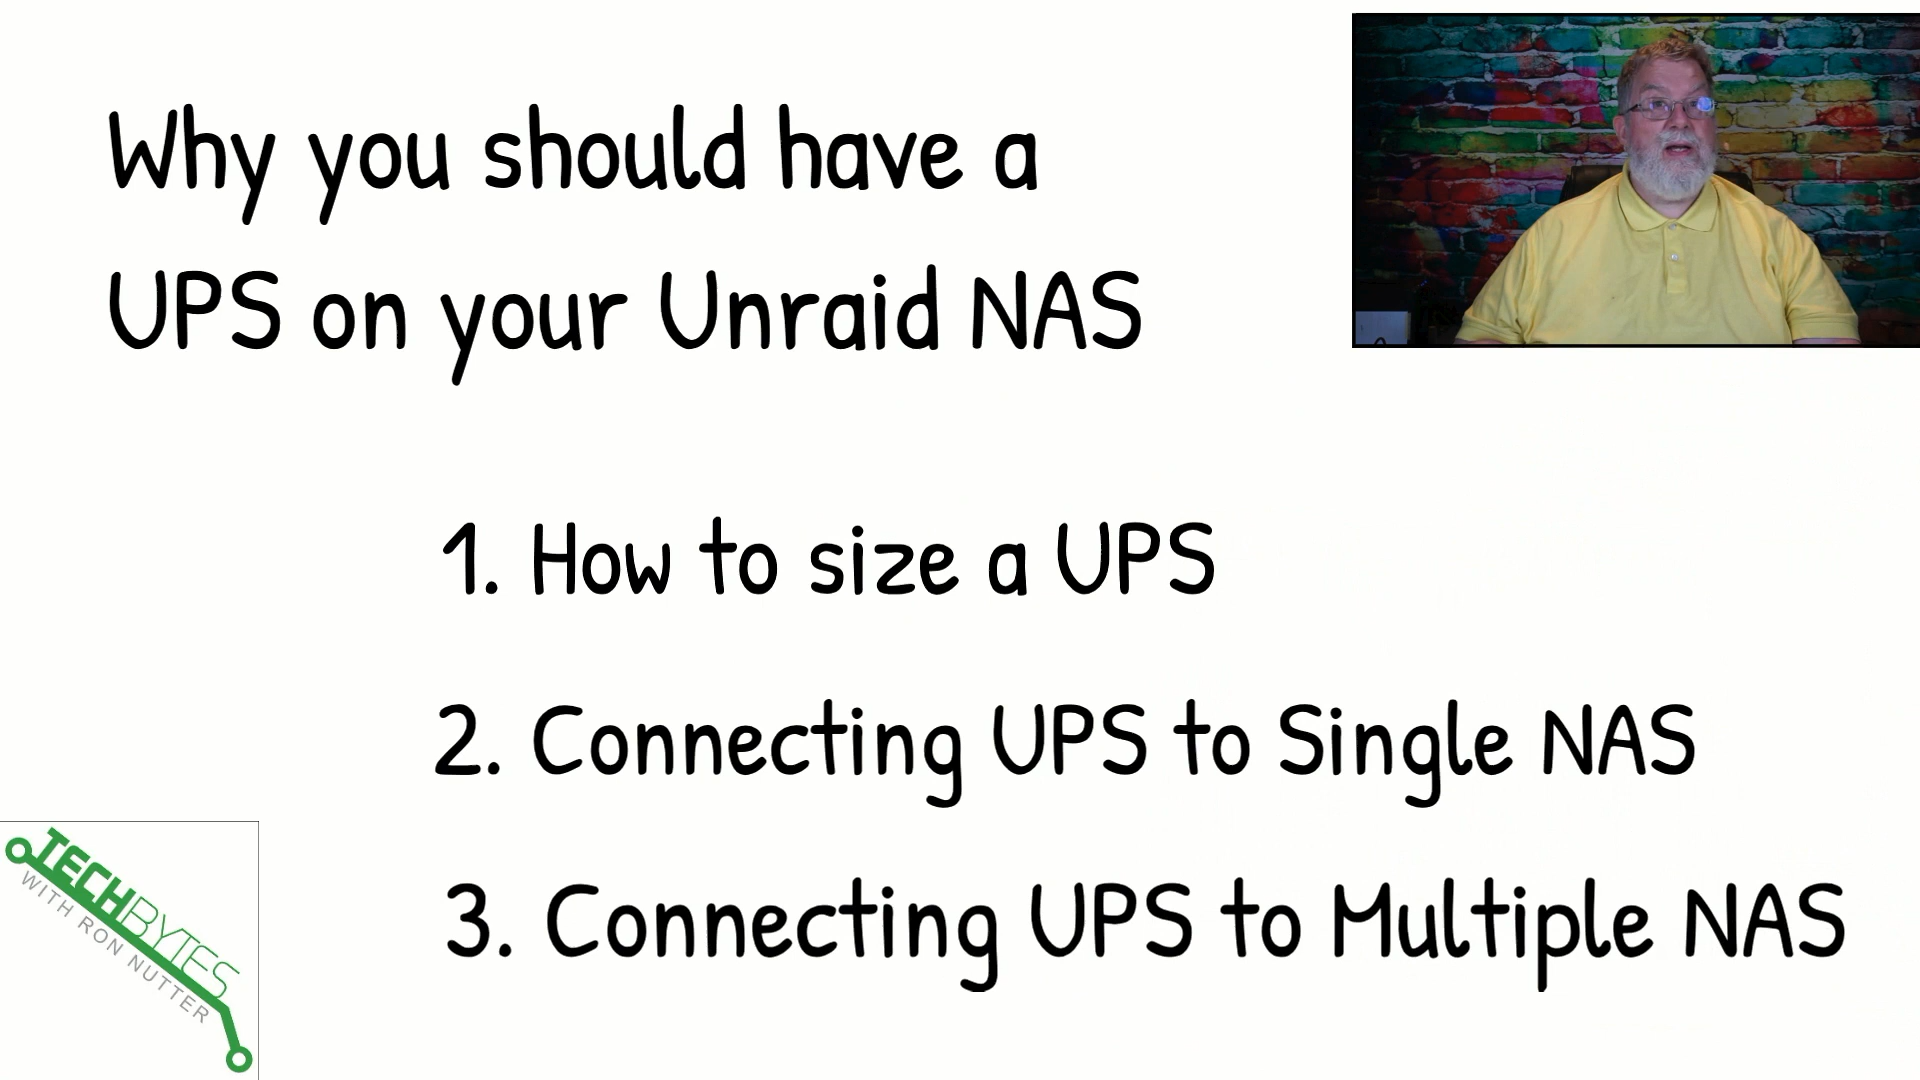 Why you should have a
UPS on your Unraid NAS
1. How to size a UPS
2. Connecting UPS to Single NAS
3. Connecting UPS to Multiple NAS
TECHBYTES
WITH RON NUTTER